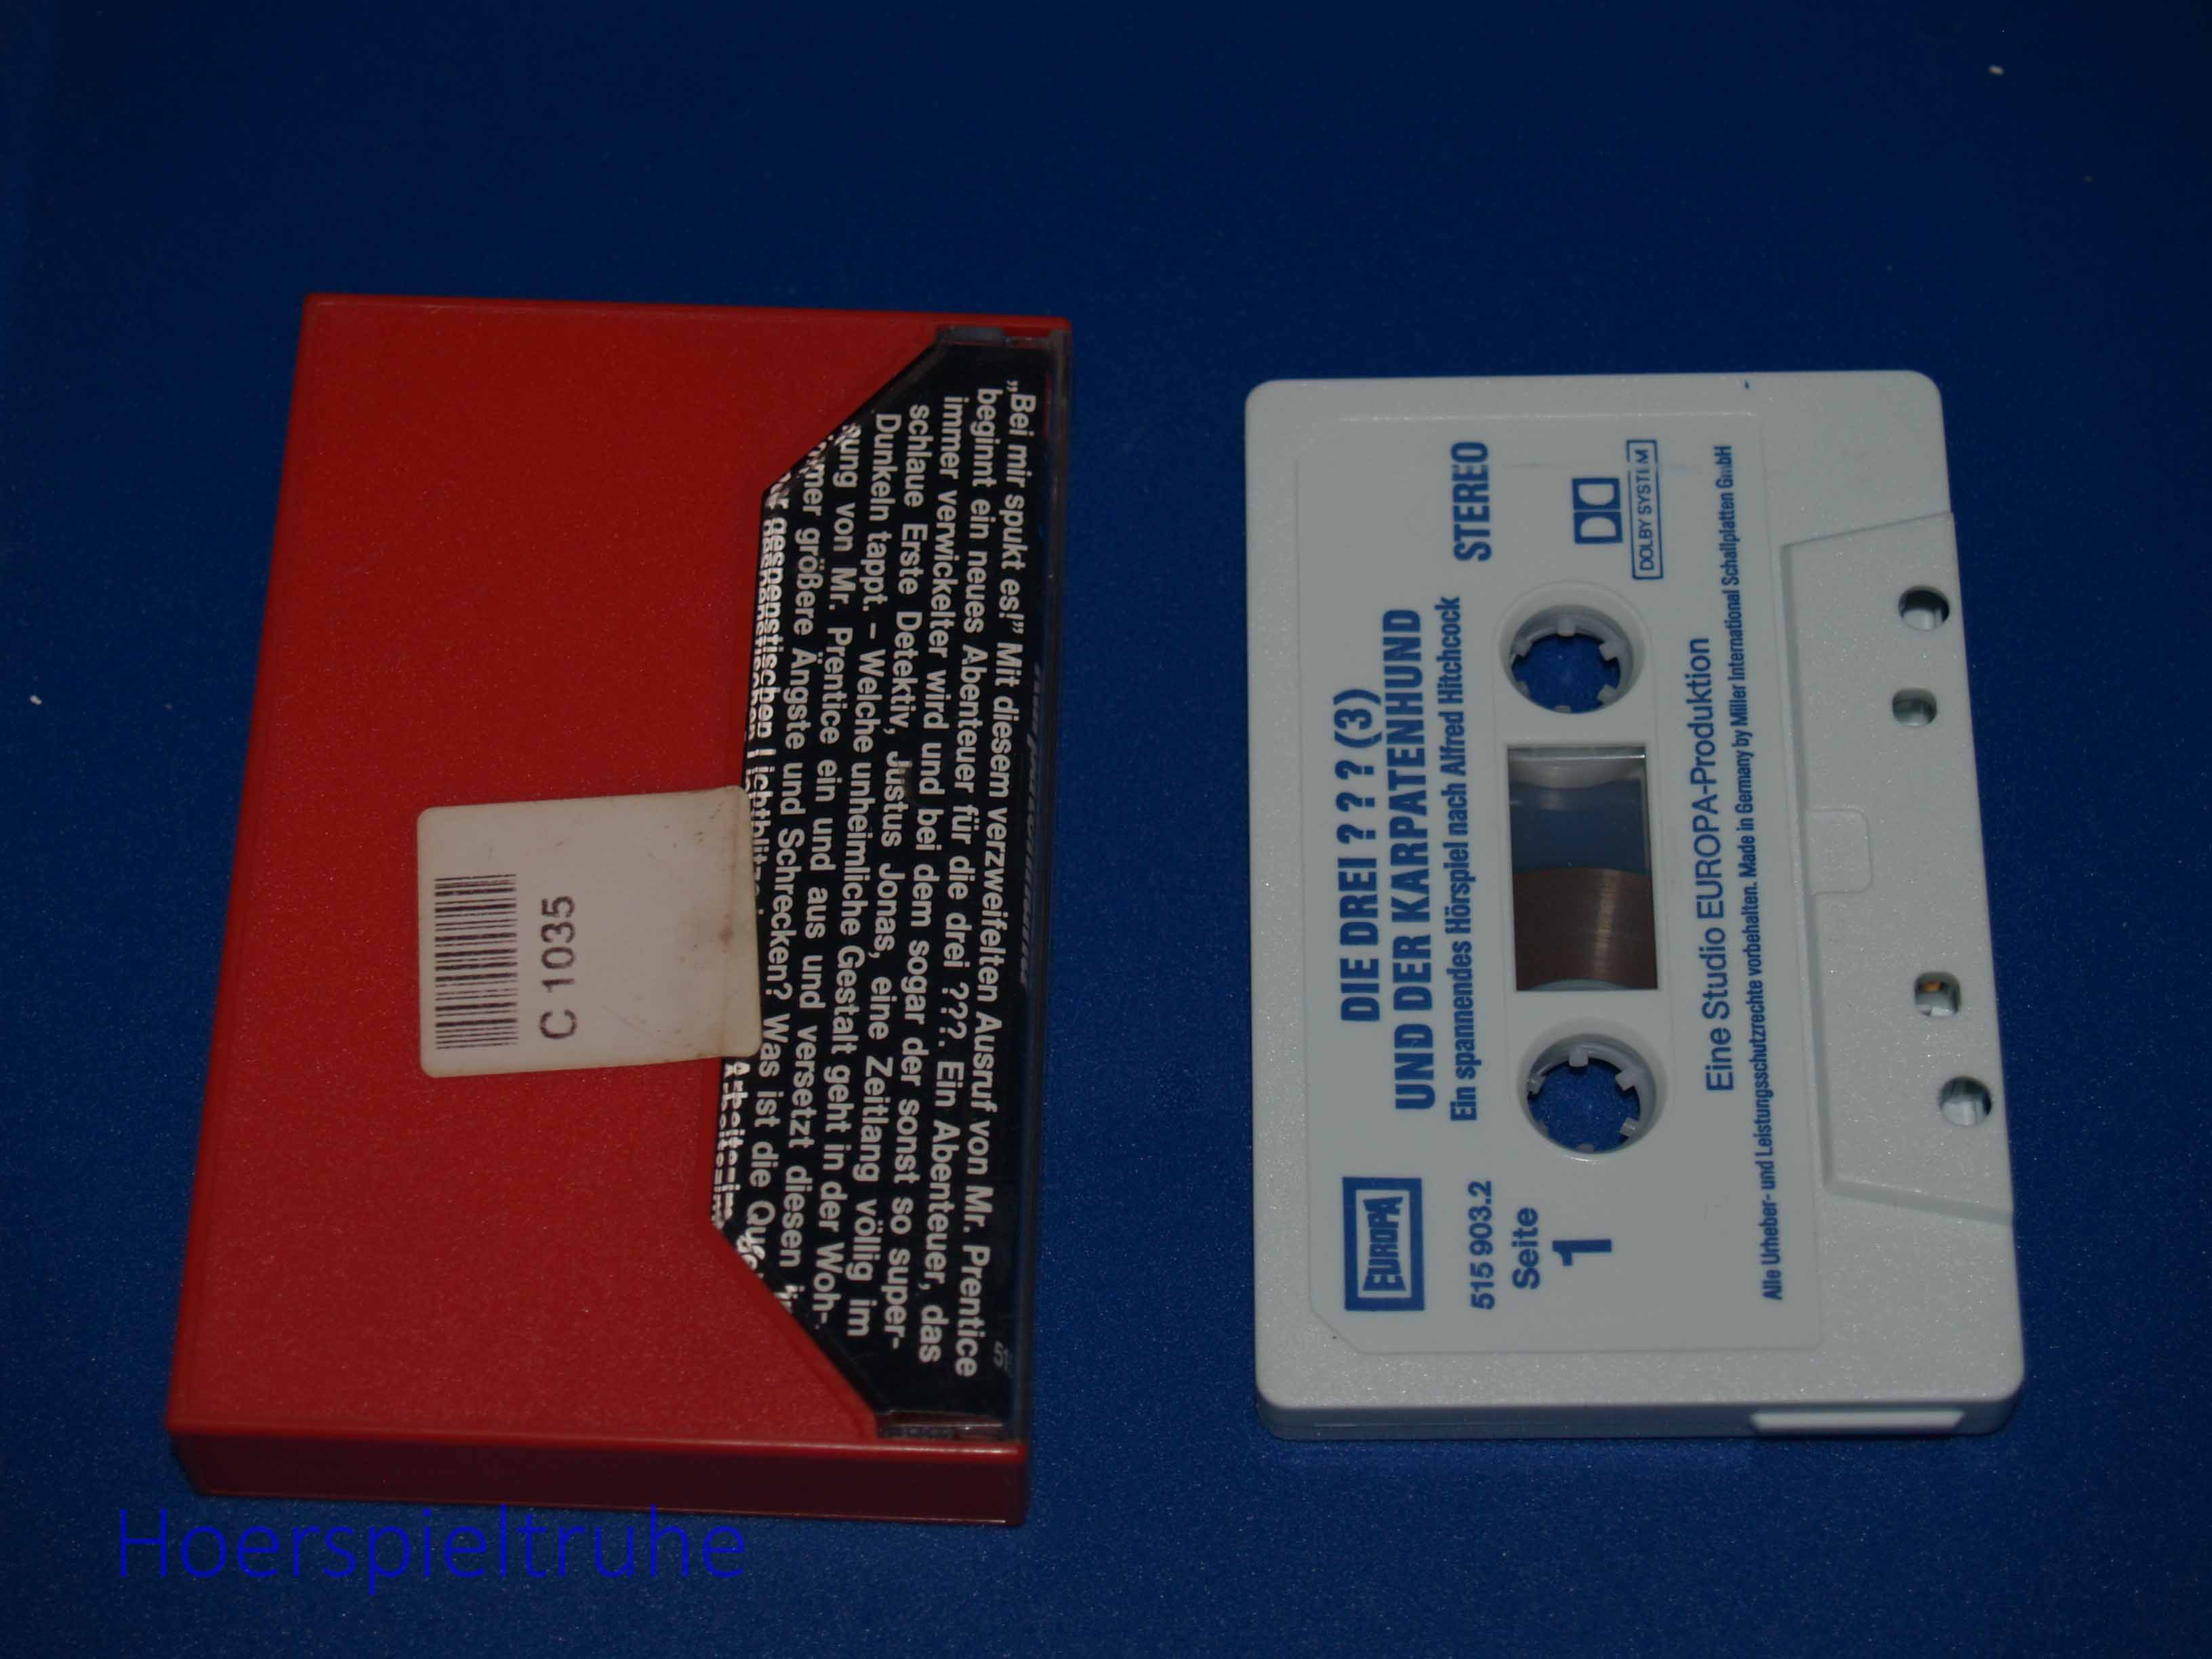 „Bei mir spukt es!” Mit diesem verzweifelten Ausruf von Mr. Prentice
beginnt ein neues Abenteuer für die drei ???. Ein Abenteuer, das
immer verwickelter wird und bei dem sogar der sonst so super-
schlaue Erste Detektiv, Justus Jonas, eine Zeitlang völlig im
Dunkeln tappt. – Welche unheimliche Gestalt geht in der Woh-
nung von Mr. Prentice ein und aus und versetzt diesen in
immer größere Ängste und Schrecken? Was ist die
der gespenstischen
C 1035
DIE DREI ? ? ? (3)
UND DER KARPATENHUND
Ein spannendes Hörspiel nach Alfred Hitchcock
STEREO
EUROPA
515 903.2
Seite
1
DOLBY SYSTEM
Eine Studio EUROPA-Produktion
Alle Urheber- und Leistungsschutzrechte vorbehalten. Made in Germany by Miller International Schallplatten GmbH
Hoerspieltruhe